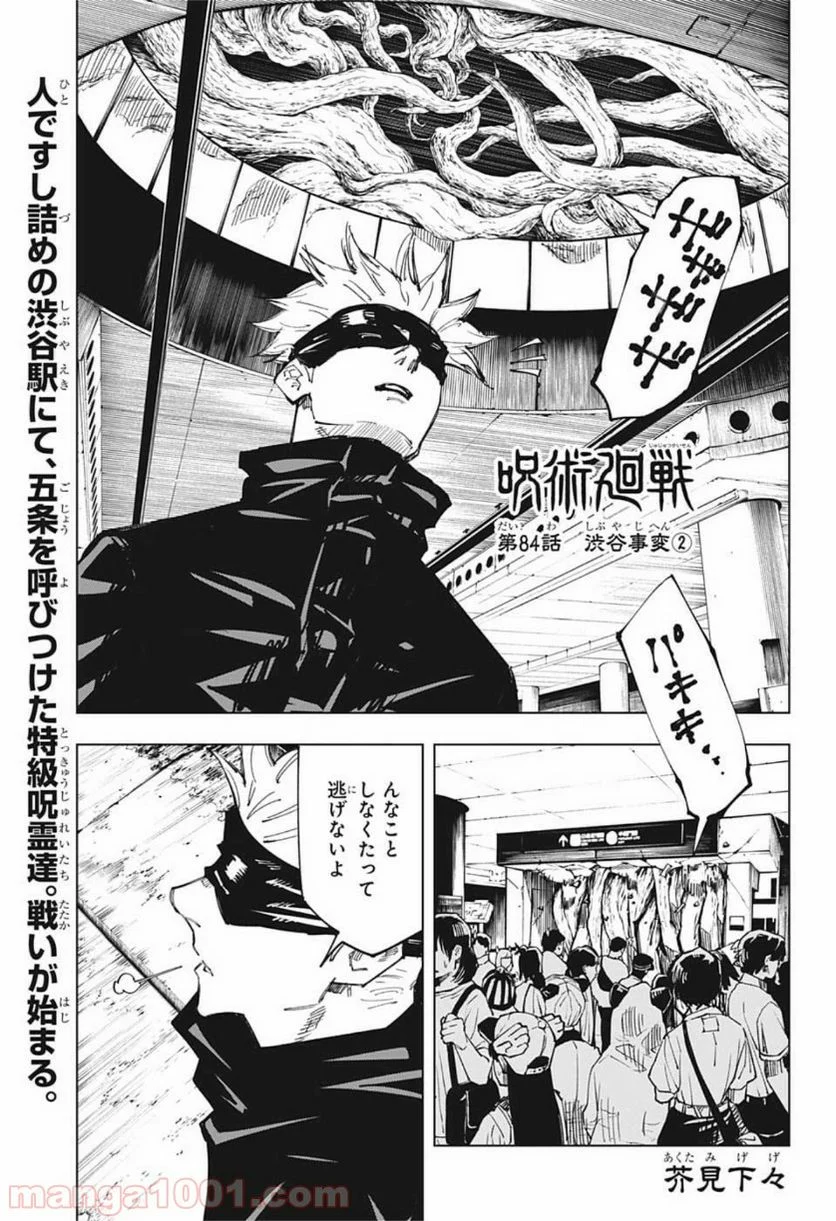 人ですし詰めの渋谷駅にて、五条を呼びつけた特級呪霊達。戦いが始まる。
呪術廻戦
第84話 渋谷事変②
パキキ…
んなこと
しなくたって
逃げないよ
芥見下々
manga1001.com